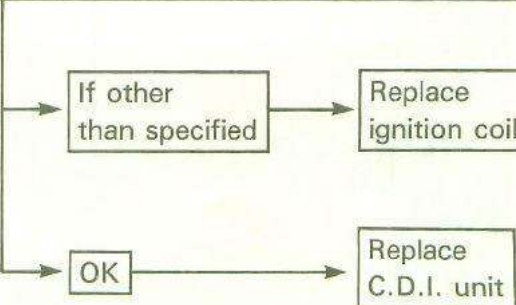 If other
than specified
Replace
ignition coil
OK
Replace
C.D.I. unit